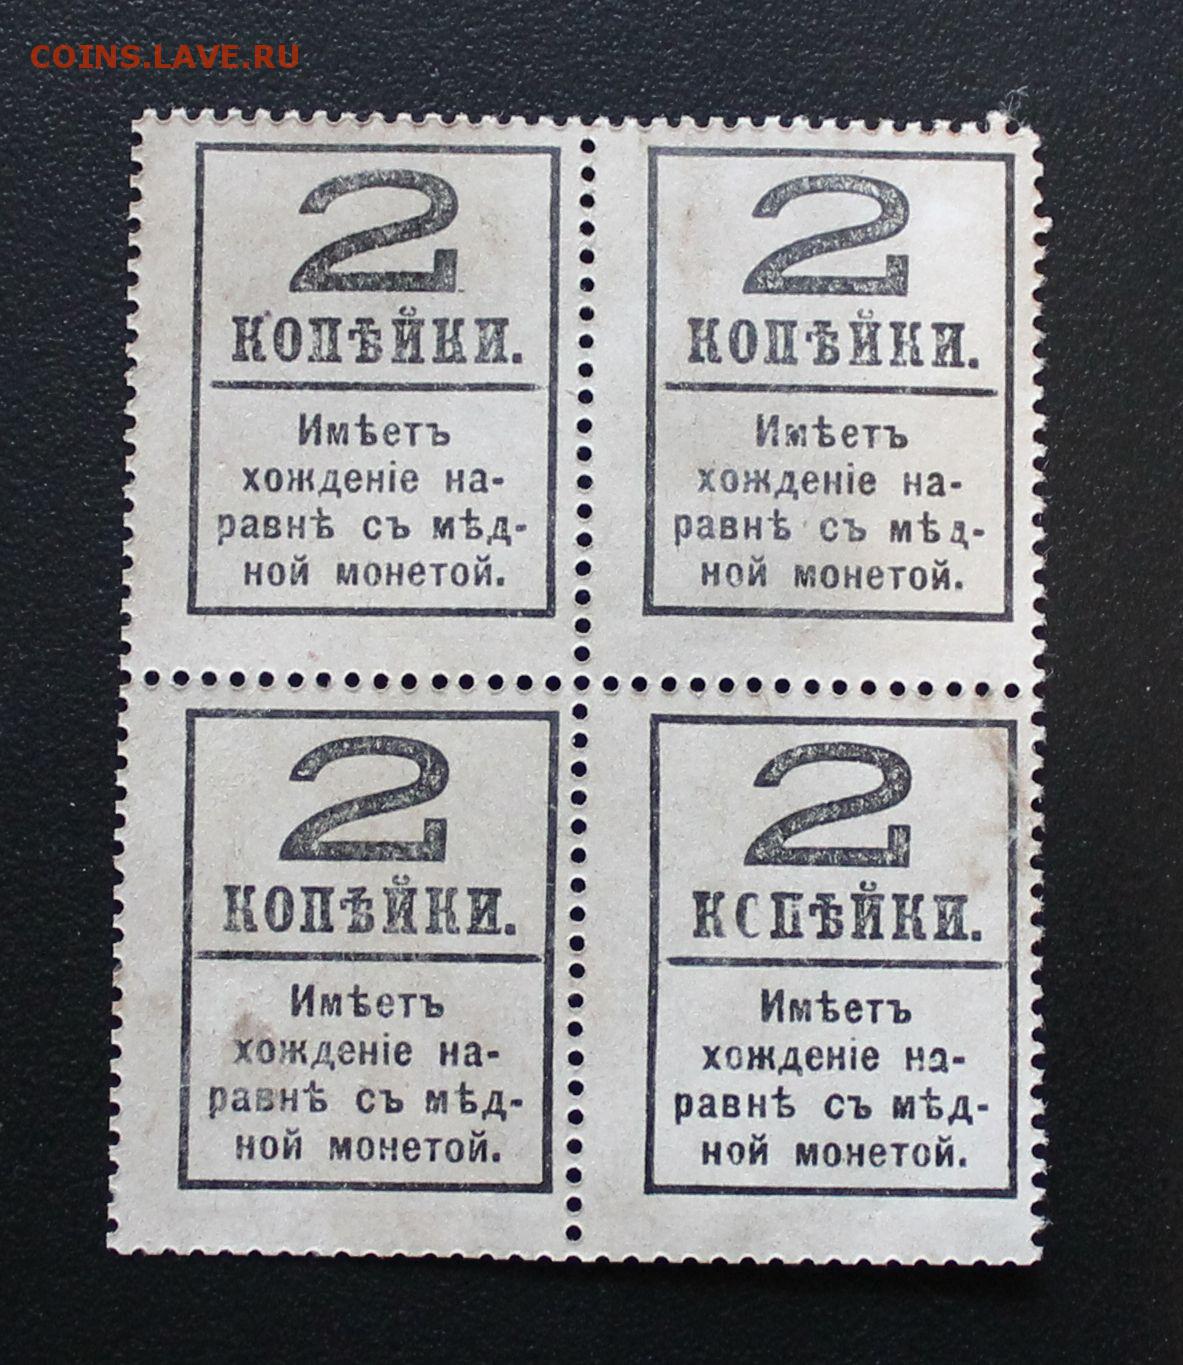 COINS.LAVE.RU
2
КОПѢЙКИ.
Имѣетъ
хожденіе на-
равнѣ съ мѣд-
ной монетой.
2
КОПѢЙКИ.
Имѣетъ
хожденіе на-
равнѣ съ мѣд-
ной монетой.
2
КОПѢЙКИ.
Имѣетъ
хожденіе на-
равнѣ съ мѣд-
ной монетой.
2
КСПѢЙКИ.
Имѣетъ
хожденіе на-
равнѣ съ мѣд-
ной монетой.